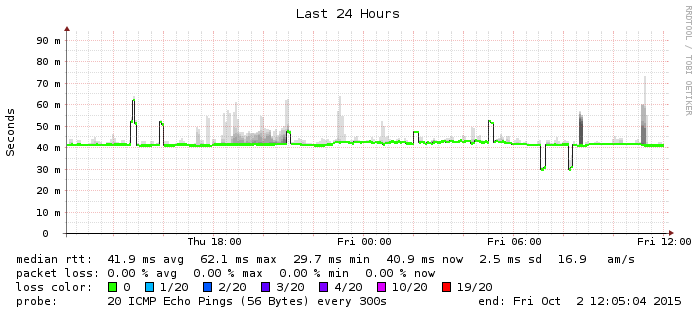 Last 24 Hours
RRDTOOL / TOBI OETIKER
Seconds
90 m
80 m
70 m
60 m
50 m
40 m
30 m
20 m
10 m
0
Thu 18:00 Fri 00:00 Fri 06:00 Fri 12:00
median rtt: 41.9 ms avg 62.1 ms max 29.7 ms min 40.9 ms now 2.5 ms sd 16.9 am/s
packet loss: 0.00 % avg 0.00 % max 0.00 % min 0.00 % now
loss color: 0 1/20 2/20 3/20 4/20 10/20 19/20
probe: 20 ICMP Echo Pings (56 Bytes) every 300s end: Fri Oct 2 12:05:04 2015